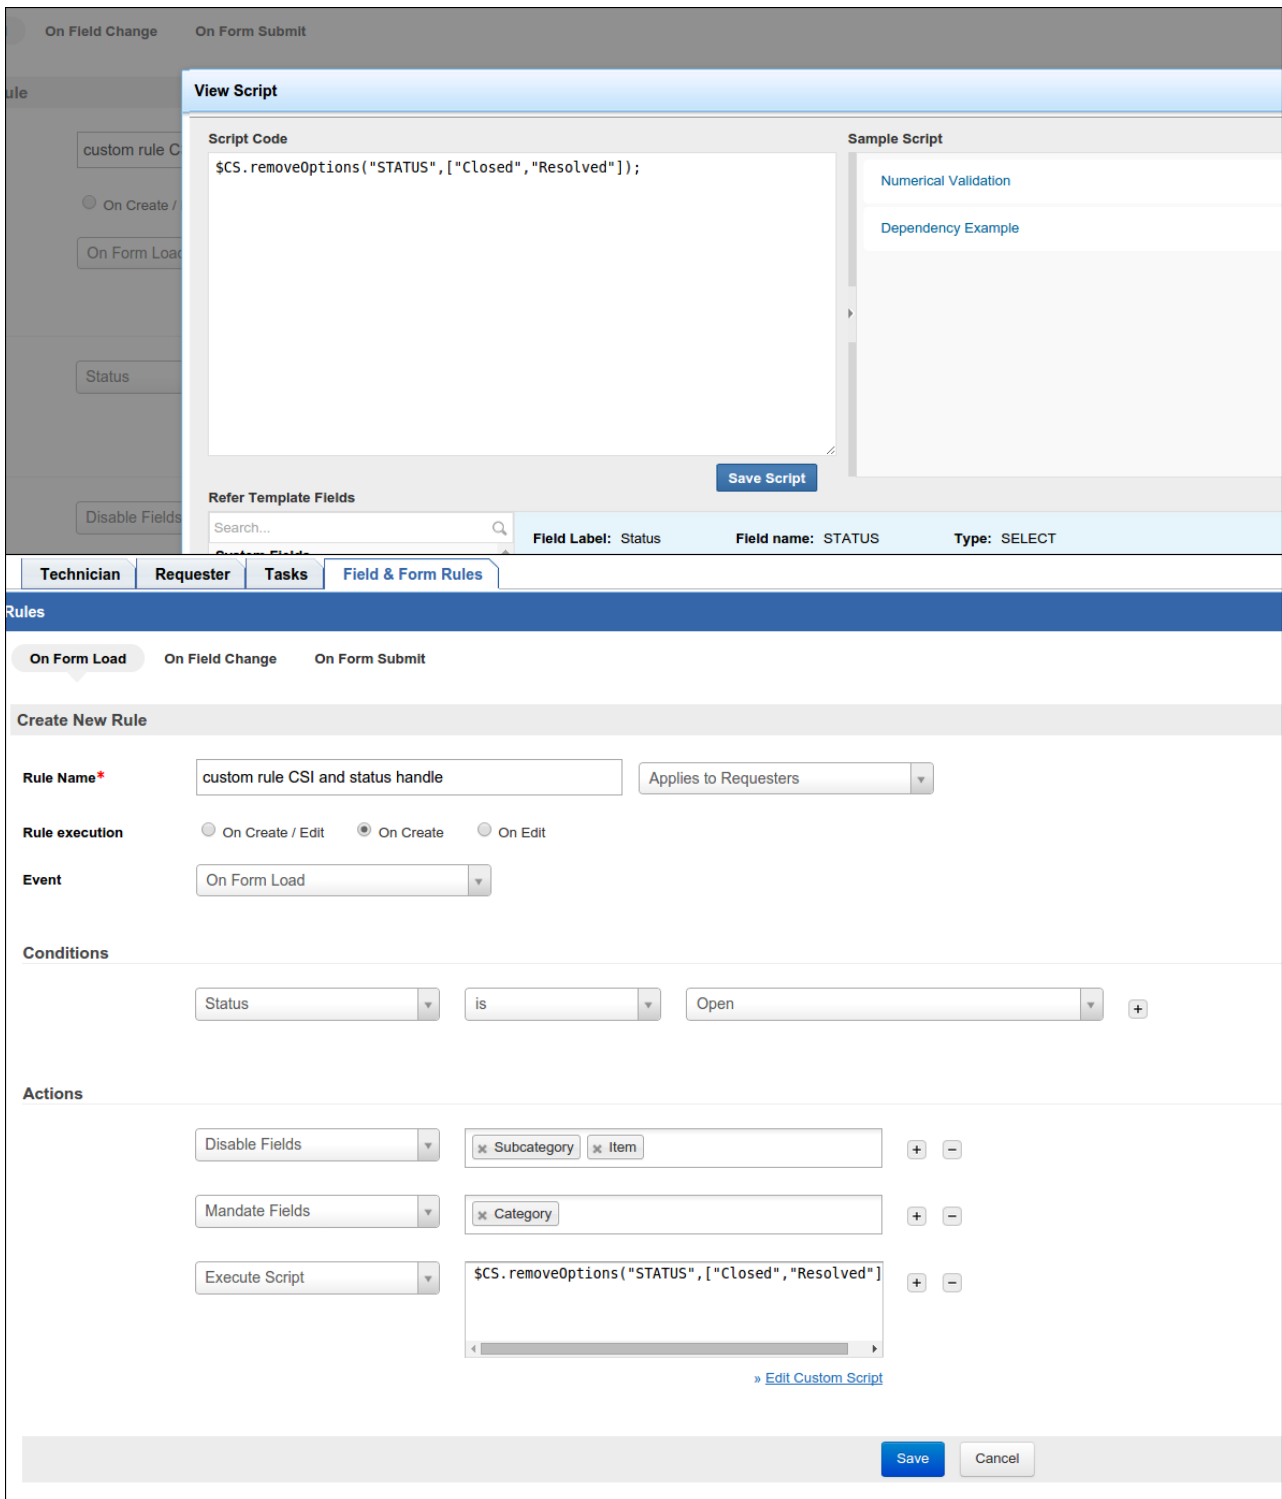 On Field Change On Form Submit
ule
View Script
Script Code Sample Script
custom rule C
$CS.removeOptions("STATUS",["Closed","Resolved"]);
Numerical Validation
On Create /
Dependency Example
On Form Load
Status
Save Script
Refer Template Fields
Disable Fields
Search...
Field Label: Status Field name: STATUS Type: SELECT
Custom Fields
Technician Requester Tasks Field & Form Rules
Rules
On Form Load On Field Change On Form Submit
Create New Rule
Rule Name* custom rule CSI and status handle Applies to Requesters
Rule execution On Create / Edit On Create On Edit
Event On Form Load
Conditions
Status is Open +
Actions
Disable Fields × Subcategory × Item + −
Mandate Fields × Category + −
Execute Script $CS.removeOptions("STATUS",["Closed","Resolved"] + −
» Edit Custom Script
Save Cancel